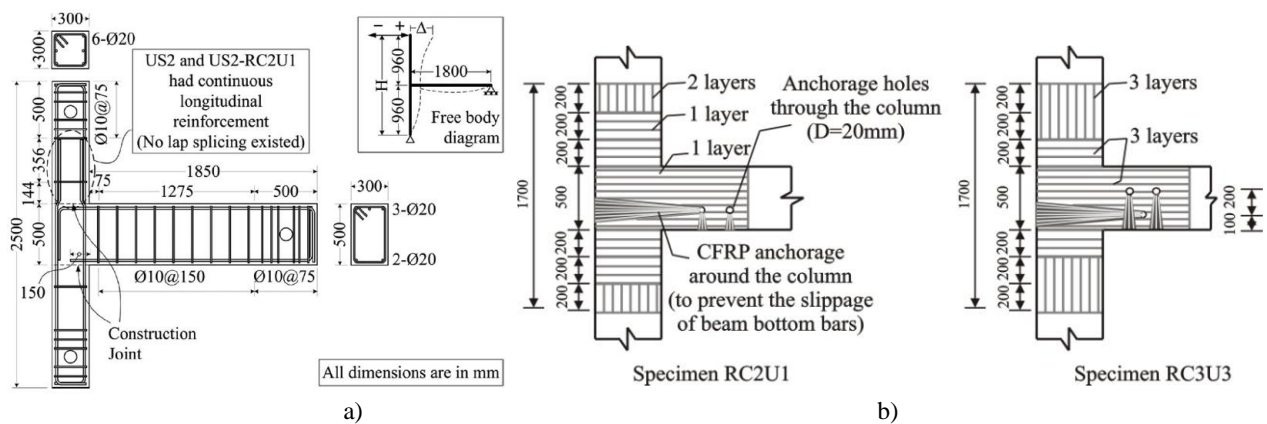 300
300
6-Ø20
US2 and US2-RC2U1
had continuous
longitudinal
reinforcement
(No lap splicing existed)
500
Ø10@75
356
144
75
1850
1275
500
2500
500
150
Ø10@150
Ø10@75
Construction
Joint
300
500
3-Ø20
2-Ø20
− + Δ
H
960
960
1800
Free body
diagram
All dimensions are in mm
a)
1700
200
200
200
500
200
200
200
2 layers
1 layer
1 layer
Anchorage holes
through the column
(D=20mm)
CFRP anchorage
around the column
(to prevent the slippage
of beam bottom bars)
Specimen RC2U1
1700
200
200
200
500
200
200
200
3 layers
3 layers
200
100
Specimen RC3U3
b)